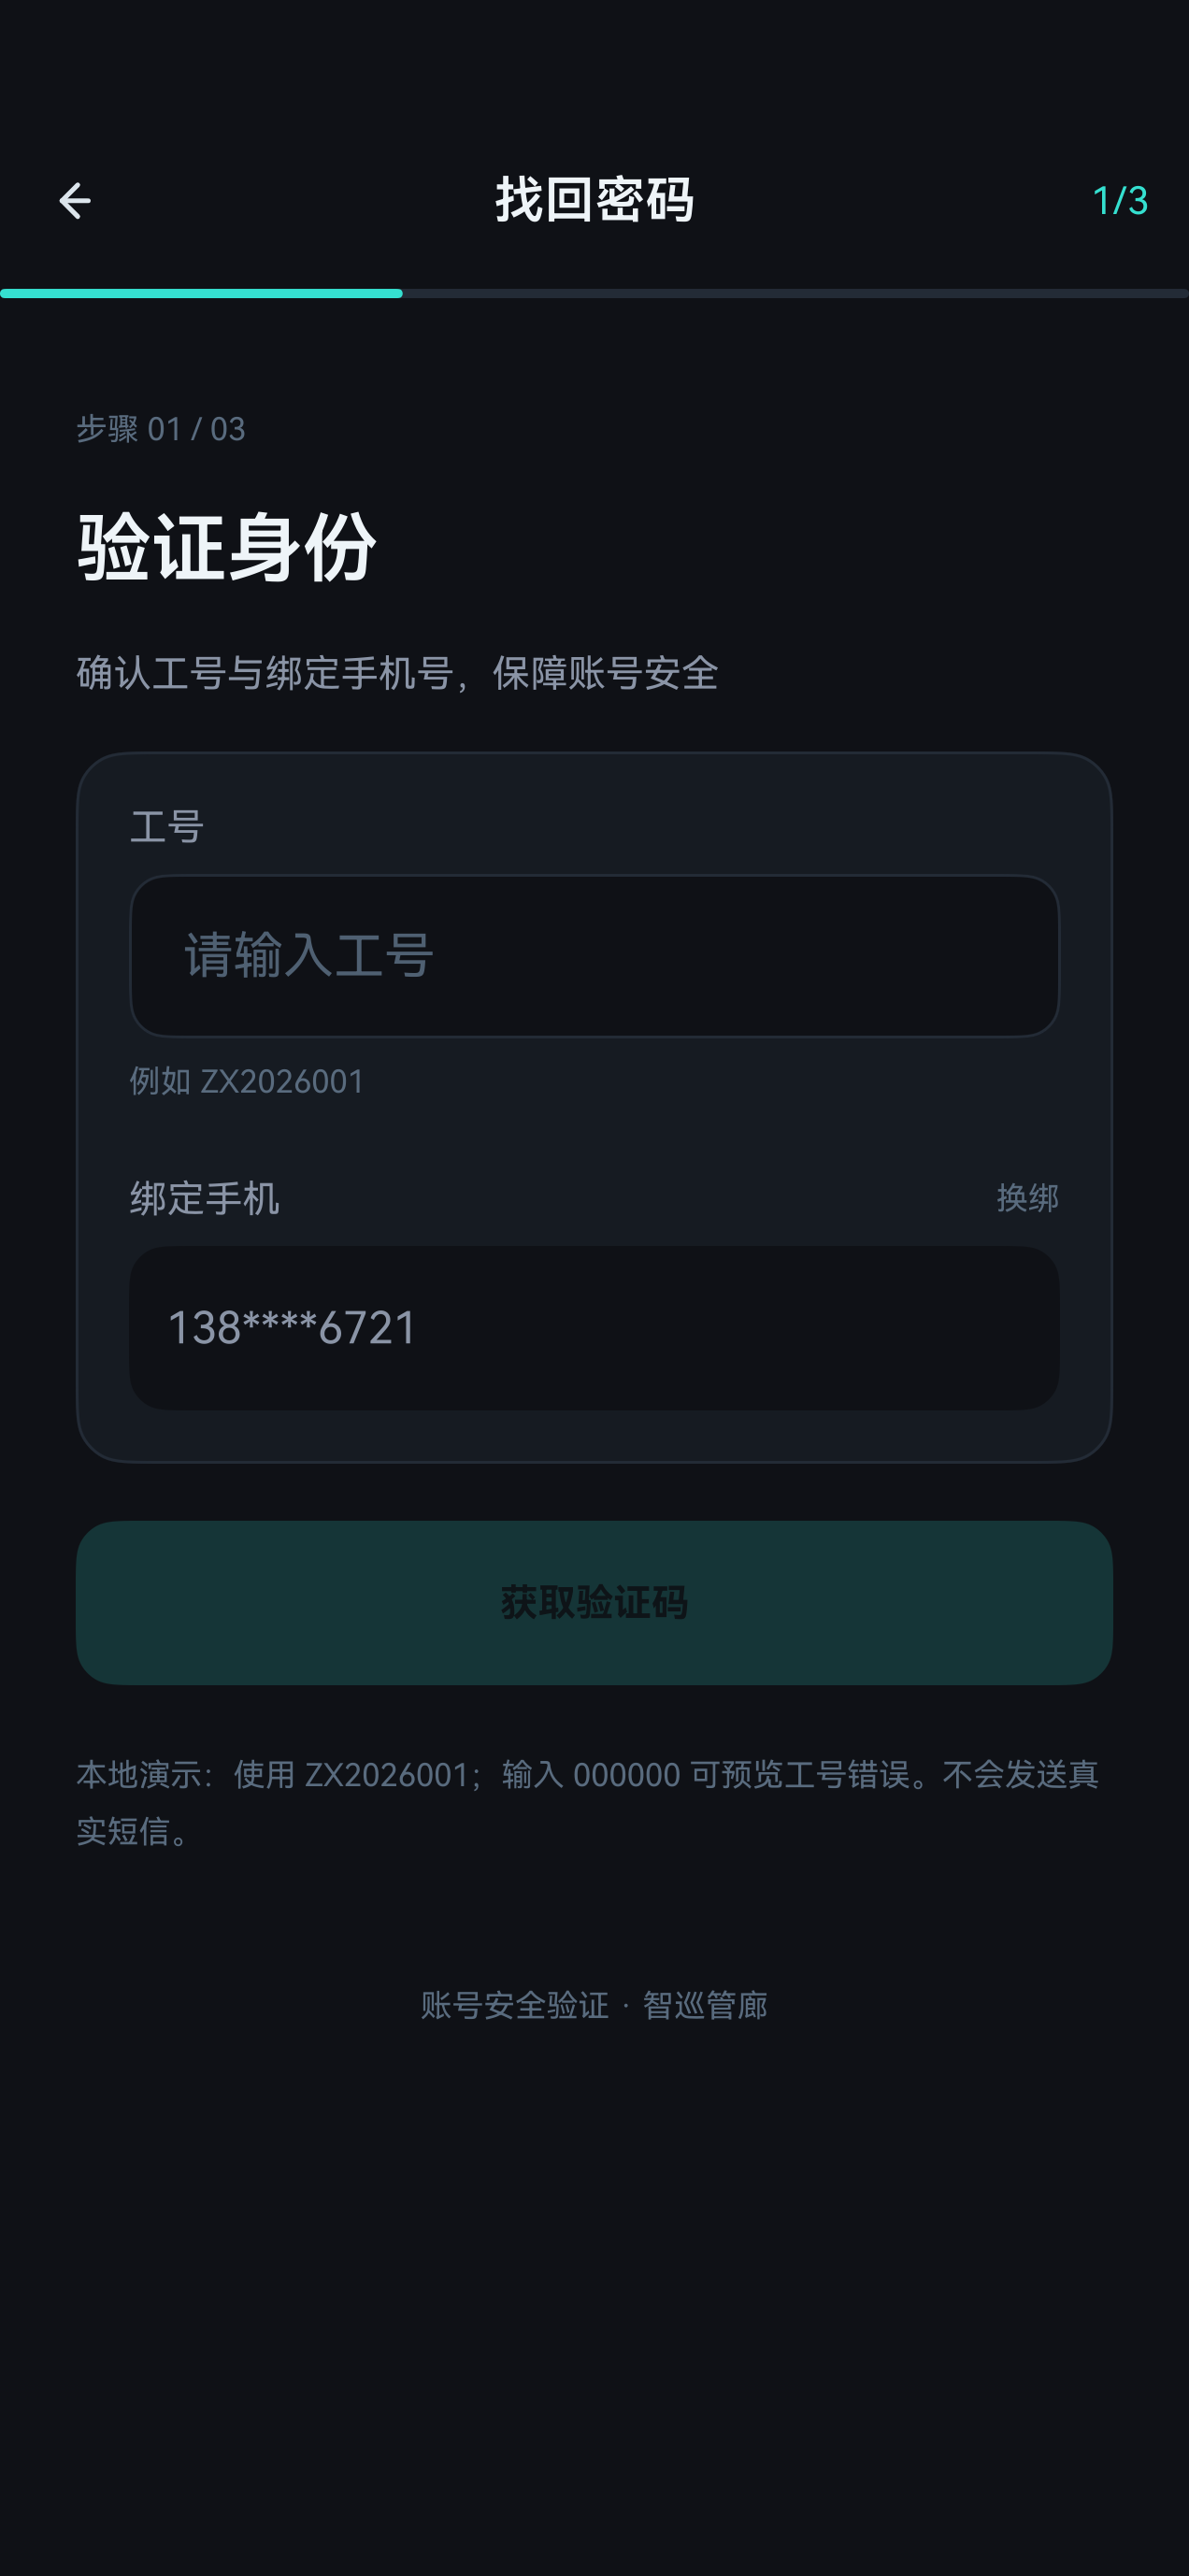 找回密码
1/3
步骤 01 / 03
验证身份
确认工号与绑定手机号，保障账号安全
工号
请输入工号
例如 ZX2026001
绑定手机
换绑
138****6721
获取验证码
本地演示：使用 ZX2026001；输入 000000 可预览工号错误。不会发送真
实短信。
账号安全验证 · 智巡管廊